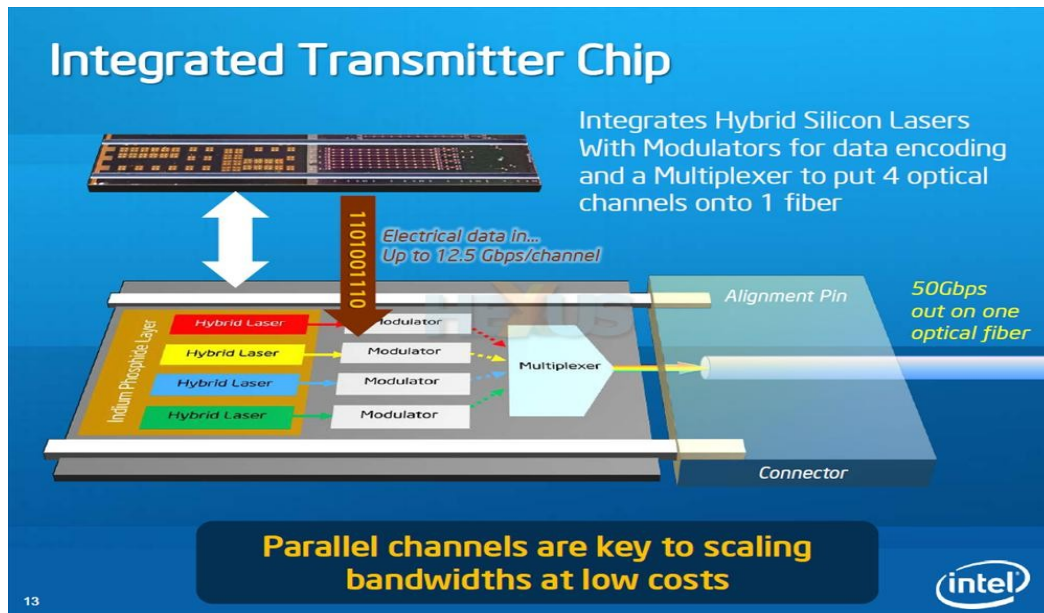 Integrated Transmitter Chip
Integrates Hybrid Silicon Lasers
With Modulators for data encoding
and a Multiplexer to put 4 optical
channels onto 1 fiber
1101001110
Electrical data in...
Up to 12.5 Gbps/channel
HEXUS
Alignment Pin
50Gbps
out on one
optical fiber
Indium Phosphide Layer
Hybrid Laser
Modulator
Hybrid Laser
Modulator
Multiplexer
Hybrid Laser
Modulator
Hybrid Laser
Modulator
Connector
Parallel channels are key to scaling
bandwidths at low costs
13
intel